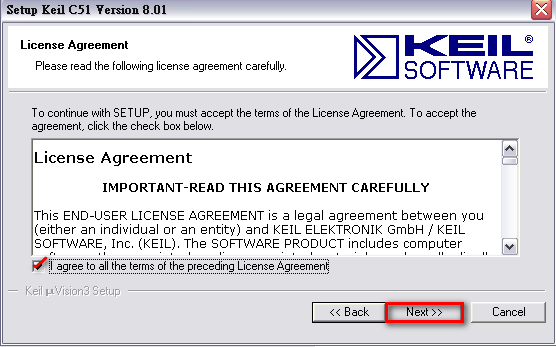 Setup Keil C51 Version 8.01
License Agreement
Please read the following license agreement carefully.
KEIL®
SOFTWARE
To continue with SETUP, you must accept the terms of the License Agreement. To accept the
agreement, click the check box below.
License Agreement
IMPORTANT-READ THIS AGREEMENT CAREFULLY
This END-USER LICENSE AGREEMENT is a legal agreement between you
(either an individual or an entity) and KEIL ELEKTRONIK GmbH / KEIL
SOFTWARE, Inc. (KEIL). The SOFTWARE PRODUCT includes computer
I agree to all the terms of the preceding License Agreement
Keil µVision3 Setup
<< Back Next >> Cancel